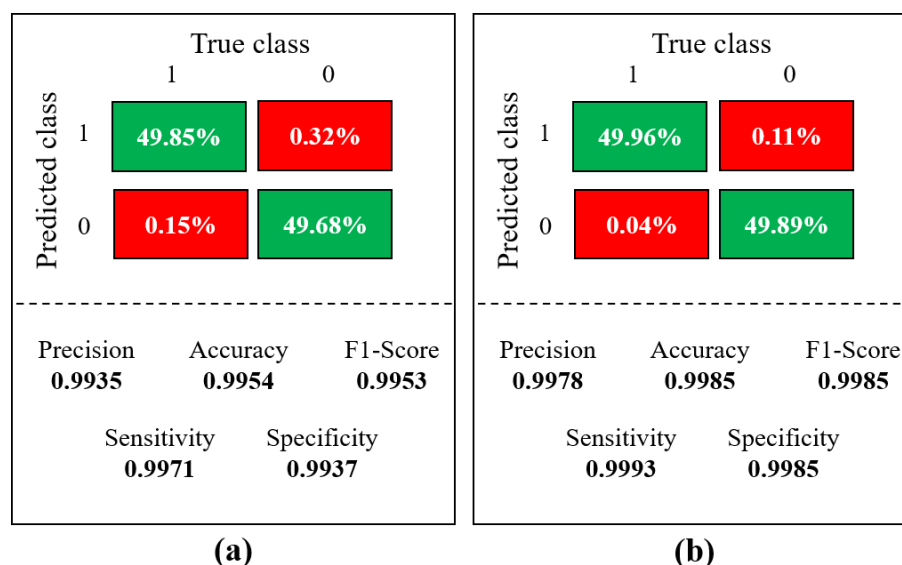 True class
1 0
Predicted class
1 49.85% 0.32%
0 0.15% 49.68%
Precision Accuracy F1-Score
0.9935 0.9954 0.9953
Sensitivity Specificity
0.9971 0.9937
(a)
True class
1 0
Predicted class
1 49.96% 0.11%
0 0.04% 49.89%
Precision Accuracy F1-Score
0.9978 0.9985 0.9985
Sensitivity Specificity
0.9993 0.9985
(b)